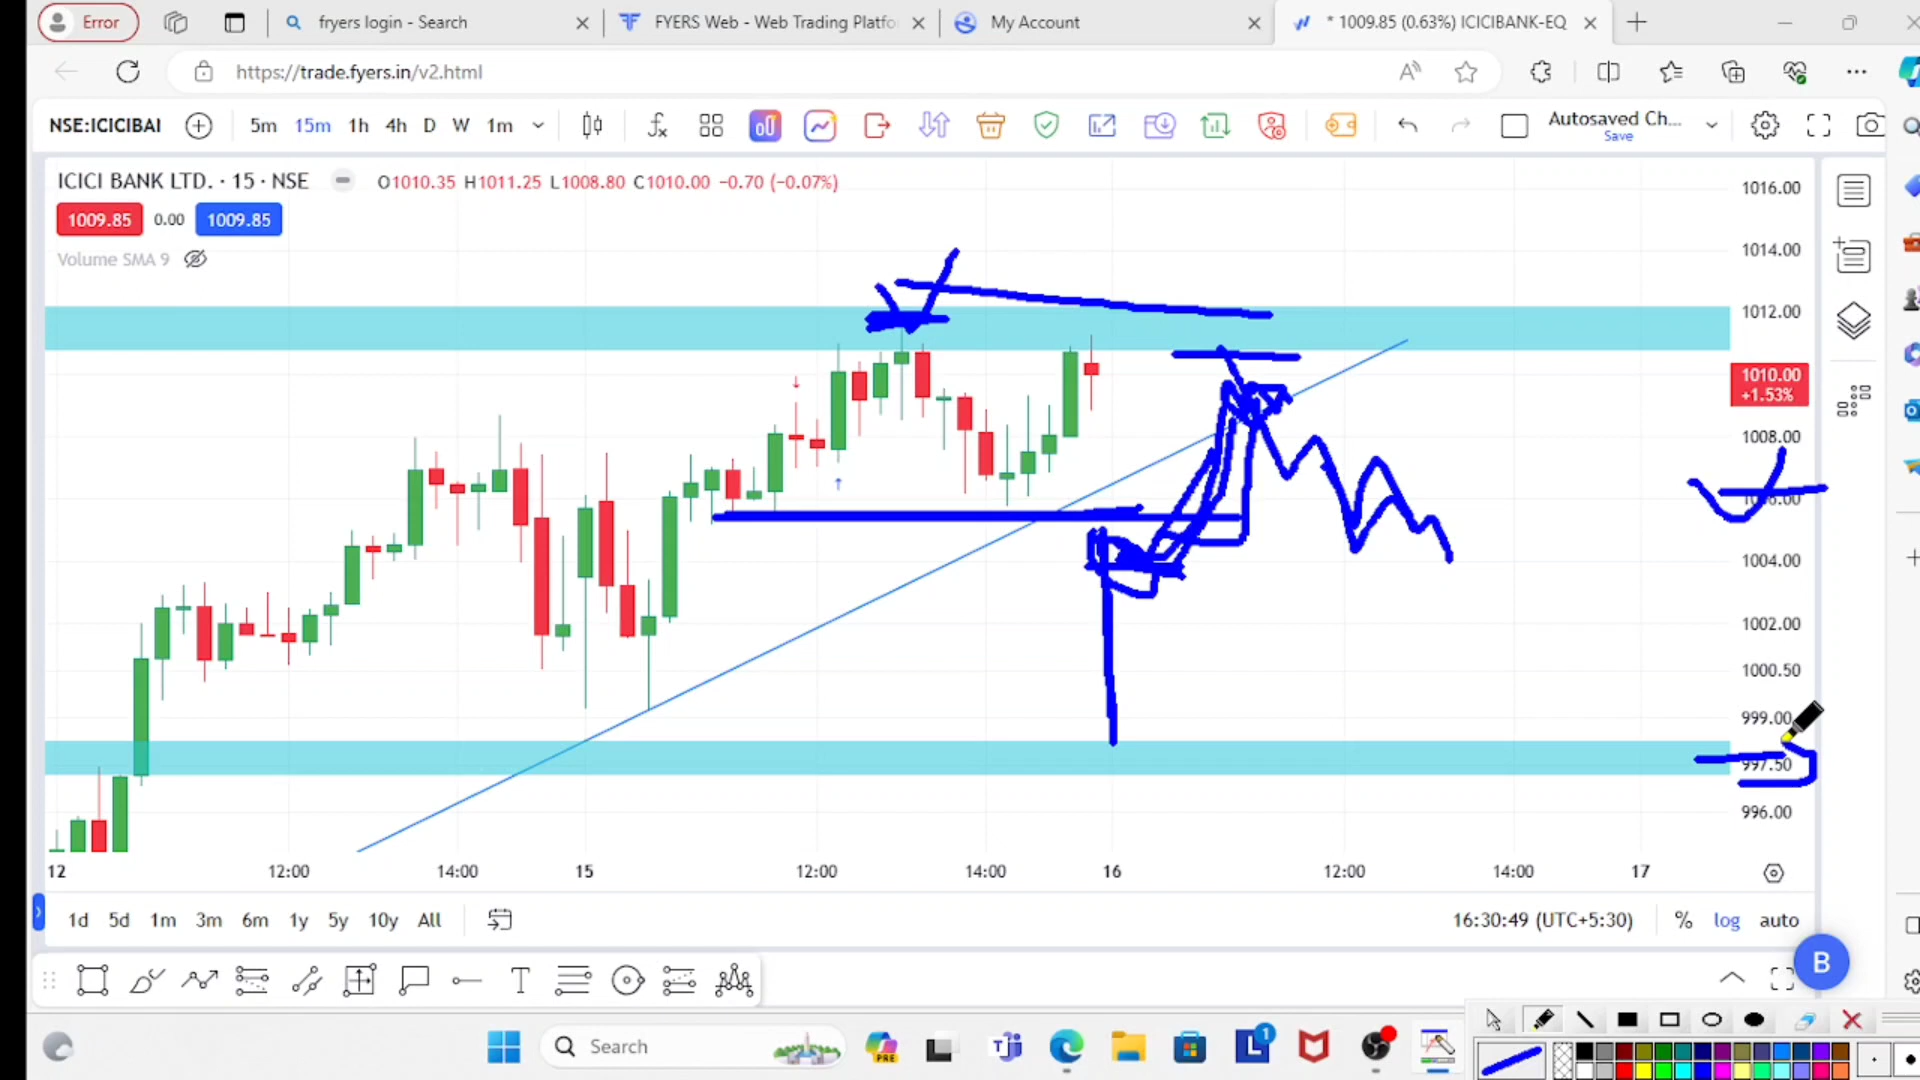 Error
fryers login - Search
FYERS Web - Web Trading Platfo
My Account
* 1009.85 (0.63%) ICICIBANK-EQ
https://trade.fyers.in/v2.html
NSE:ICICIBAI
5m 15m 1h 4h D W 1m
Autosaved Ch...
Save
ICICI BANK LTD. · 15 · NSE
O1010.35 H1011.25 L1008.80 C1010.00 −0.70 (−0.07%)
1009.85 0.00 1009.85
Volume SMA 9
1016.00
1014.00
1012.00
1010.00
+1.53%
1008.00
1006.00
1004.00
1002.00
1000.50
999.00
997.50
996.00
12 12:00 14:00 15 12:00 14:00 16 12:00 14:00 17
1d 5d 1m 3m 6m 1y 5y 10y All
16:30:49 (UTC+5:30) % log auto
B
Search
PRE
1